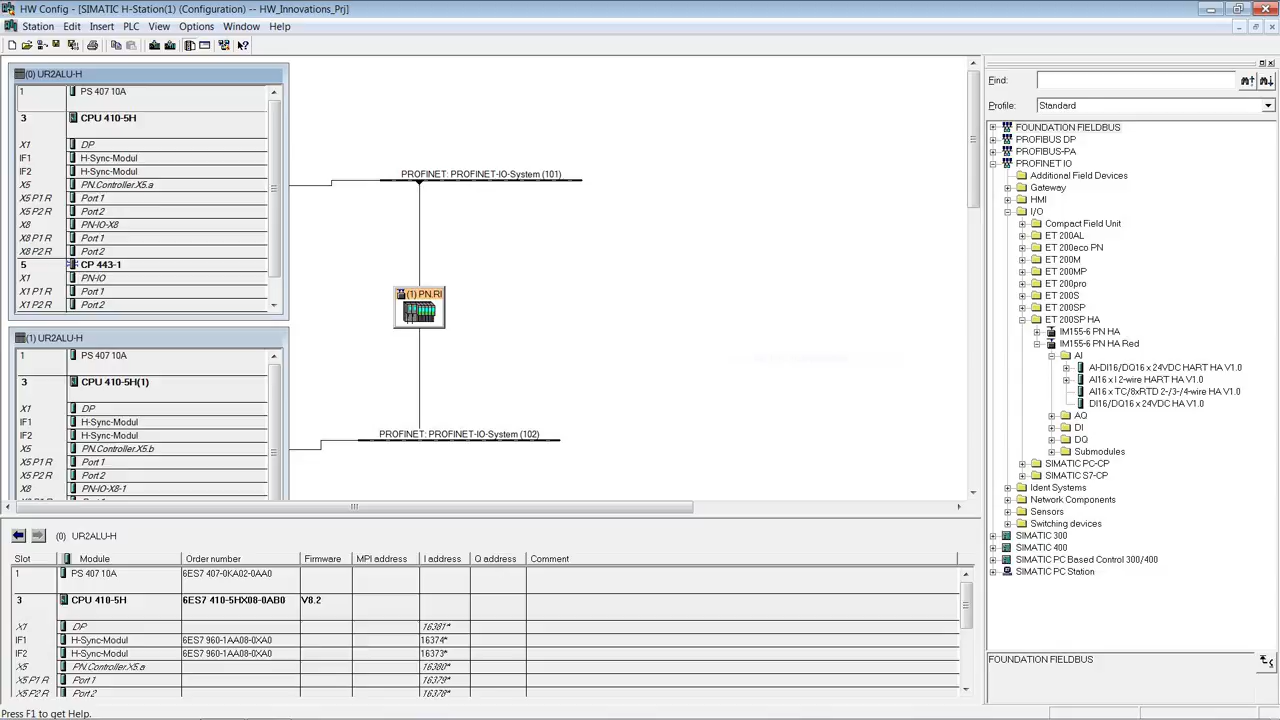 HW Config - [SIMATIC H-Station(1) (Configuration) -- HW_Innovations_Prj]
Station Edit Insert PLC View Options Window Help
(0) UR2ALU-H
1 PS 407 10A
3 CPU 410-5H
X1 DP
IF1 H-Sync-Modul
IF2 H-Sync-Modul
X5 PN.Controller.X5.a
X5 P1 R Port 1
X5 P2 R Port 2
X8 PN-IO-X8
X8 P1 R Port 1
X8 P2 R Port 2
5 CP 443-1
X1 PN-IO
X1 P1 R Port 1
X1 P2 R Port 2
(1) UR2ALU-H
1 PS 407 10A
3 CPU 410-5H(1)
X1 DP
IF1 H-Sync-Modul
IF2 H-Sync-Modul
X5 PN.Controller.X5.b
X5 P1 R Port 1
X5 P2 R Port 2
X8 PN-IO-X8-1
PROFINET: PROFINET-IO-System (101)
(1) PN.RI
PROFINET: PROFINET-IO-System (102)
Find:
Profile: Standard
FOUNDATION FIELDBUS
PROFIBUS DP
PROFIBUS-PA
PROFINET IO
Additional Field Devices
Gateway
HMI
I/O
Compact Field Unit
ET 200AL
ET 200eco PN
ET 200M
ET 200MP
ET 200pro
ET 200S
ET 200SP
ET 200SP HA
IM155-6 PN HA
IM155-6 PN HA Red
AI
AI-DI16/DQ16 x 24VDC HART HA V1.0
AI16 x I 2-wire HART HA V1.0
AI16 x TC/8xRTD 2-/3-/4-wire HA V1.0
DI16/DQ16 x 24VDC HA V1.0
AQ
DI
DQ
Submodules
SIMATIC PC-CP
SIMATIC S7-CP
Ident Systems
Network Components
Sensors
Switching devices
SIMATIC 300
SIMATIC 400
SIMATIC PC Based Control 300/400
SIMATIC PC Station
FOUNDATION FIELDBUS
(0) UR2ALU-H
Slot Module Order number Firmware MPI address I address Q address Comment
1 PS 407 10A 6ES7 407-0KA02-0AA0
3 CPU 410-5H 6ES7 410-5HX08-0AB0 V8.2
X1 DP 16381*
IF1 H-Sync-Modul 6ES7 960-1AA08-0XA0 16374*
IF2 H-Sync-Modul 6ES7 960-1AA08-0XA0 16373*
X5 PN.Controller.X5.a 16380*
X5 P1 R Port 1 16379*
X5 P2 R Port 2 16378*
Press F1 to get Help.